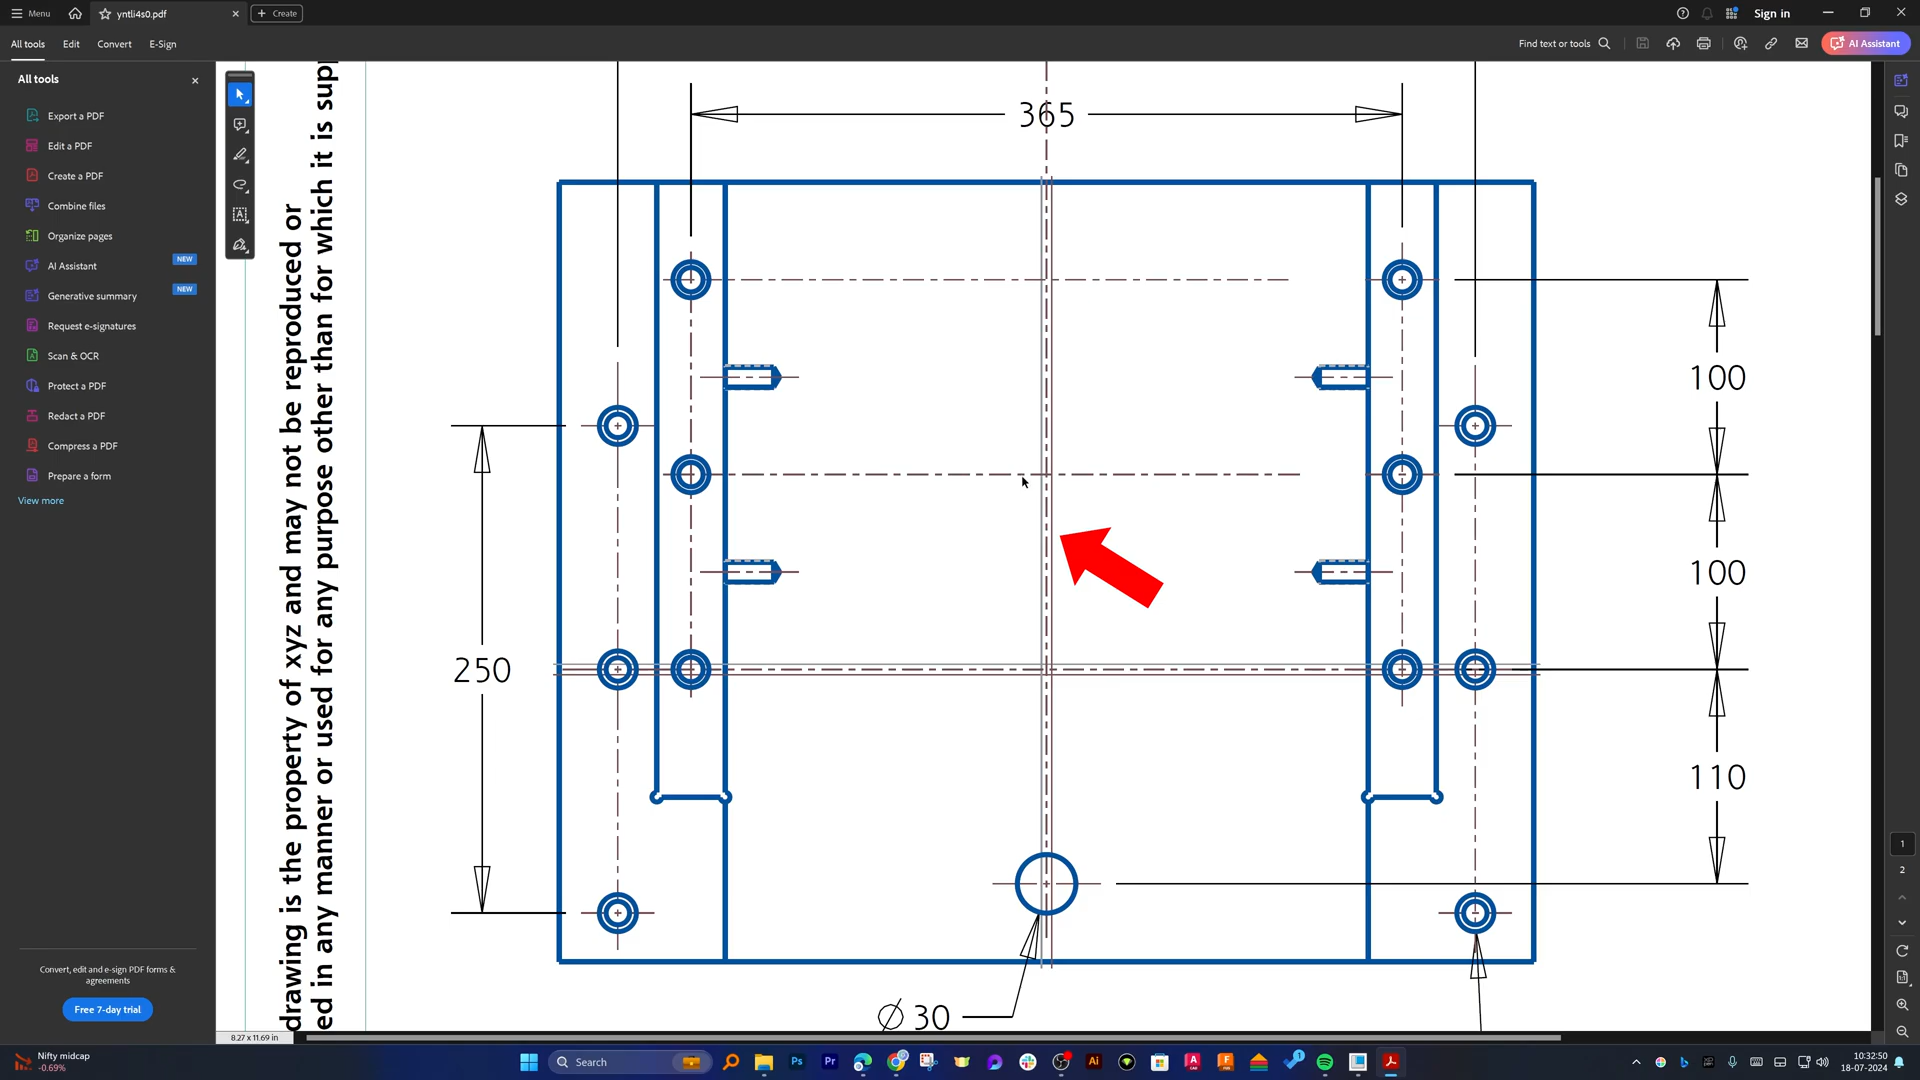 Menu
yntli4s0.pdf
Create
Sign in
All tools
Edit
Convert
E-Sign
Find text or tools
AI Assistant
All tools
Export a PDF
Edit a PDF
Create a PDF
Combine files
Organize pages
AI Assistant
NEW
Generative summary
NEW
Request e-signatures
Scan & OCR
Protect a PDF
Redact a PDF
Compress a PDF
Prepare a form
View more
Convert, edit and e-sign PDF forms &
agreements
Free 7-day trial
drawing is the property of xyz and may not be reproduced or
ed in any manner or used for any purpose other than for which it is sup
365
100
100
250
110
Ø 30
8.27 x 11.69 in
1
2
Nifty midcap
-0.69%
Search
Ps
Pr
Ai
10:32:50
18-07-2024